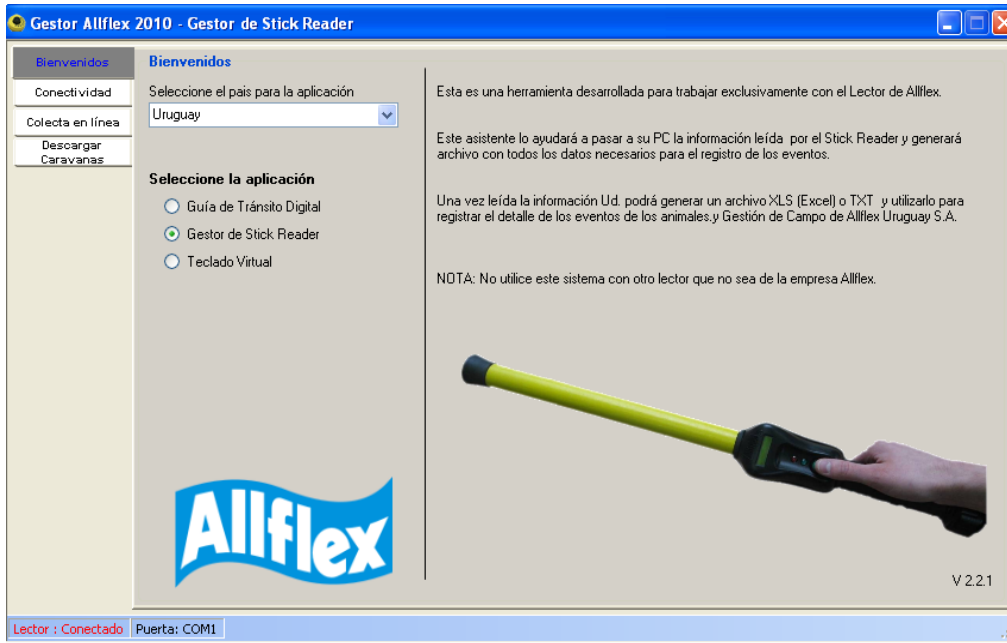 Gestor Allflex 2010 - Gestor de Stick Reader
Bienvenidos
Conectividad
Colecta en línea
Descargar
Caravanas
Bienvenidos
Seleccione el pais para la aplicación
Uruguay
Seleccione la aplicación
Guía de Tránsito Digital
Gestor de Stick Reader
Teclado Virtual
Allflex
Esta es una herramienta desarrollada para trabajar exclusivamente con el Lector de Allflex.
Este asistente lo ayudará a pasar a su PC la información leída por el Stick Reader y generará
archivo con todos los datos necesarios para el registro de los eventos.
Una vez leída la información Ud. podrá generar un archivo XLS (Excel) o TXT y utilizarlo para
registrar el detalle de los eventos de los animales.y Gestión de Campo de Allflex Uruguay S.A.
NOTA: No utilice este sistema con otro lector que no sea de la empresa Allflex.
V 2.2.1
Lector : Conectado Puerta: COM1